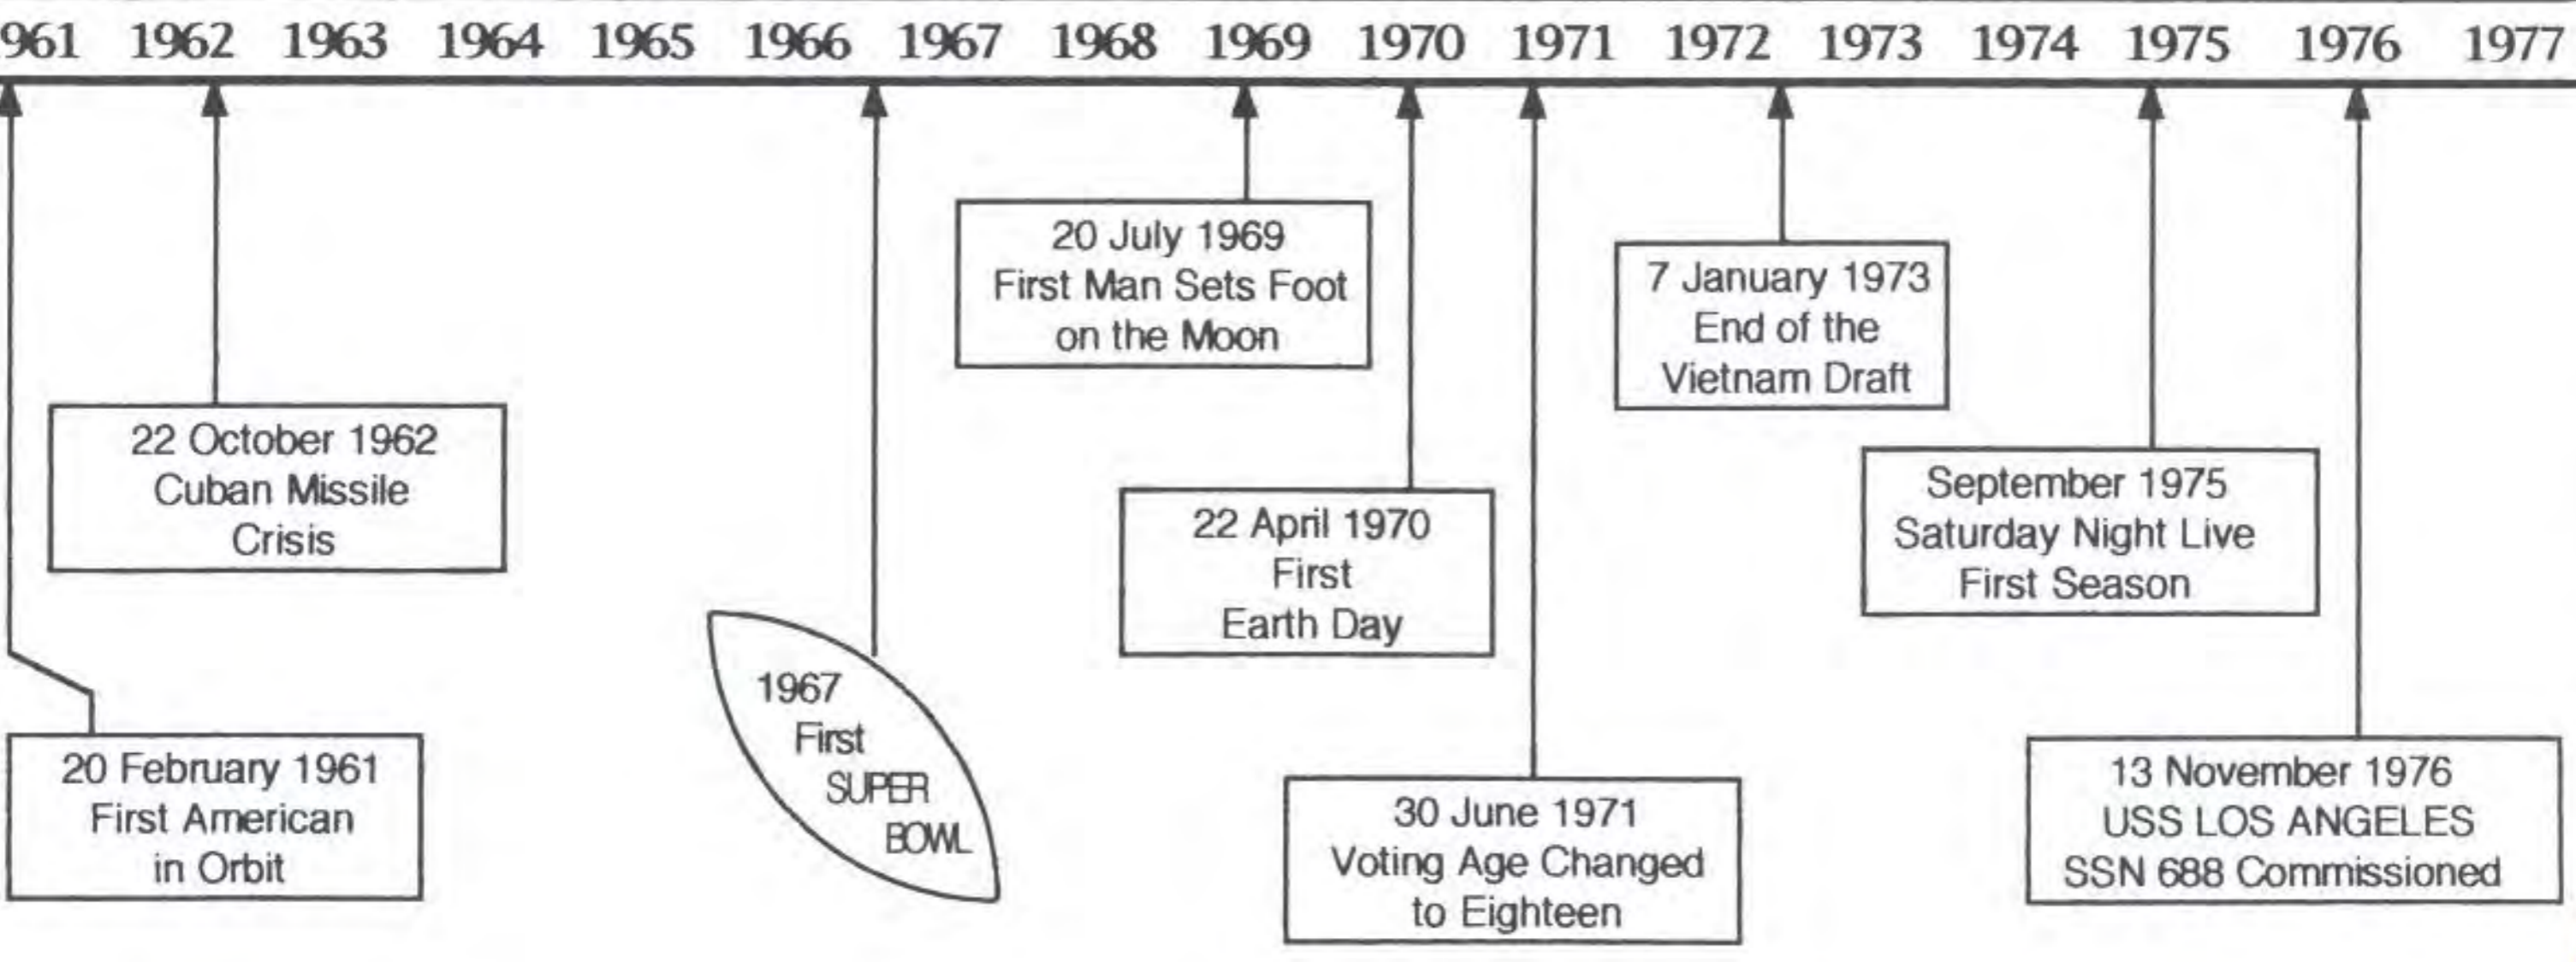 961 1962 1963 1964 1965 1966 1967 1968 1969 1970 1971 1972 1973 1974 1975 1976 1977
20 July 1969
First Man Sets Foot
on the Moon
7 January 1973
End of the
Vietnam Draft
22 October 1962
Cuban Missile
Crisis
September 1975
Saturday Night Live
First Season
22 April 1970
First
Earth Day
1967
First
SUPER
BOWL
20 February 1961
First American
in Orbit
30 June 1971
Voting Age Changed
to Eighteen
13 November 1976
USS LOS ANGELES
SSN 688 Commissioned